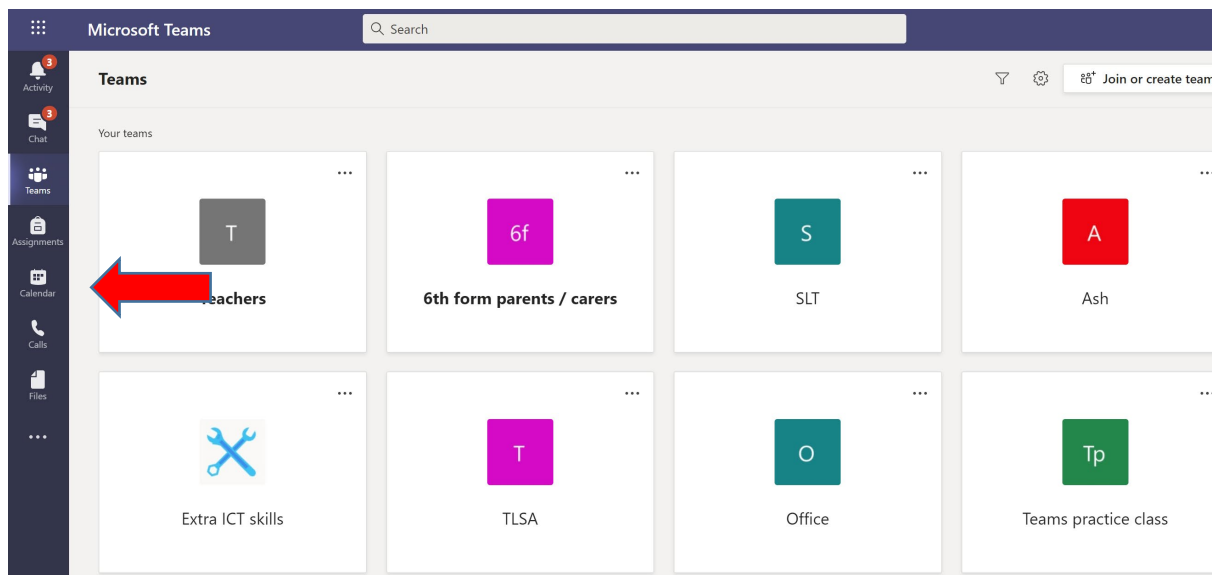 Microsoft Teams
Search
3
Activity
3
Chat
Teams
Assignments
Calendar
Calls
Files
Teams
Join or create team
Your teams
T
6f
S
A
Teachers
6th form parents / carers
SLT
Ash
T
O
Tp
Extra ICT skills
TLSA
Office
Teams practice class